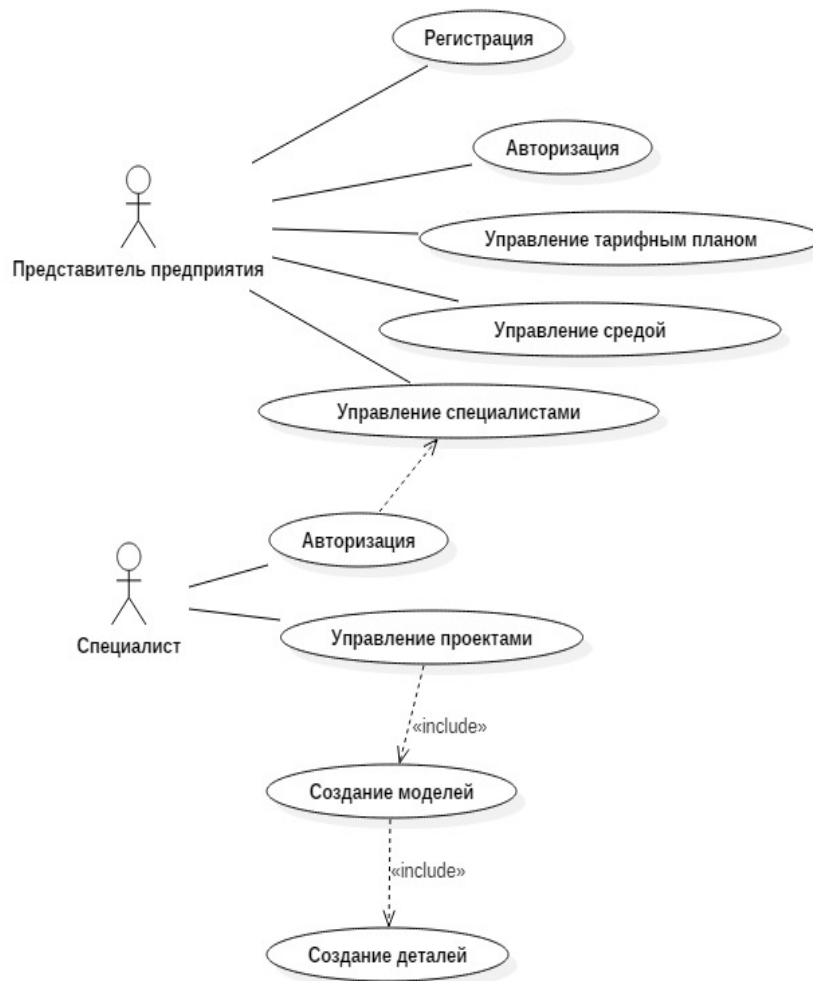 Регистрация
Авторизация
Управление тарифным планом
Представитель предприятия
Управление средой
Управление специалистами
Авторизация
Специалист
Управление проектами
«include»
Создание моделей
«include»
Создание деталей